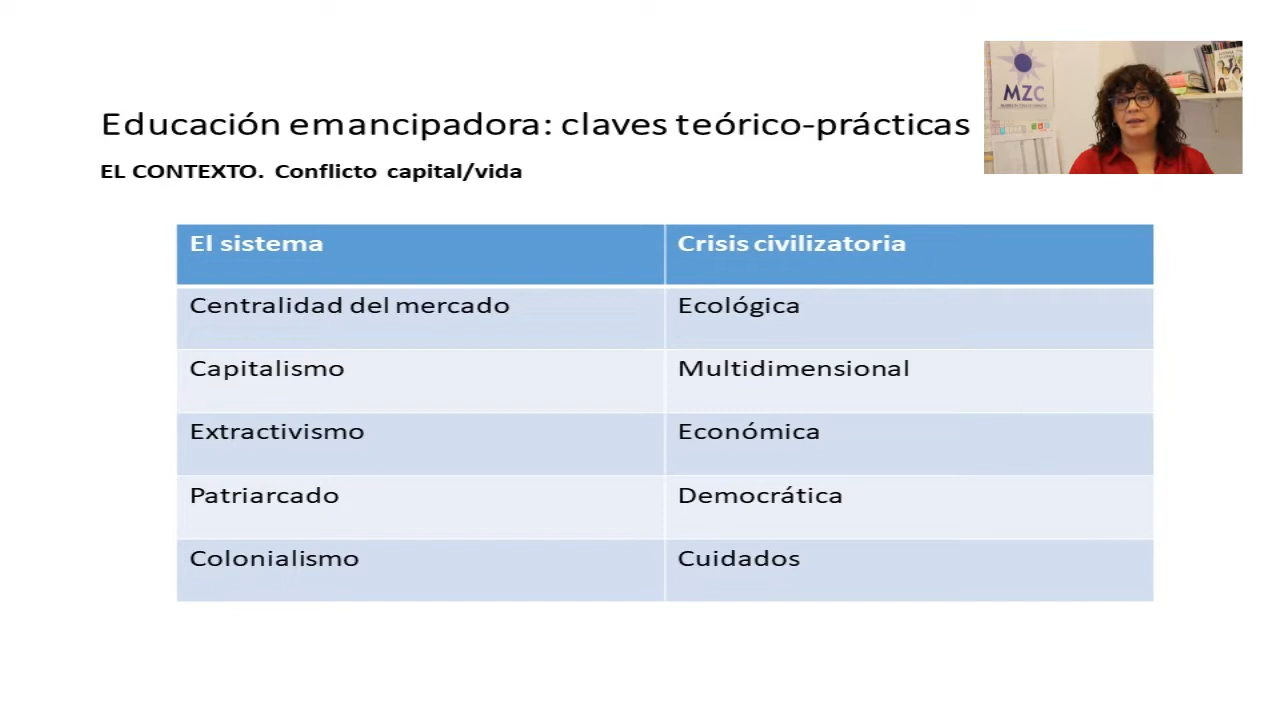 MZC
Educación emancipadora: claves teórico-prácticas
EL CONTEXTO. Conflicto capital/vida
El sistema
Crisis civilizatoria
Centralidad del mercado
Ecológica
Capitalismo
Multidimensional
Extractivismo
Económica
Patriarcado
Democrática
Colonialismo
Cuidados